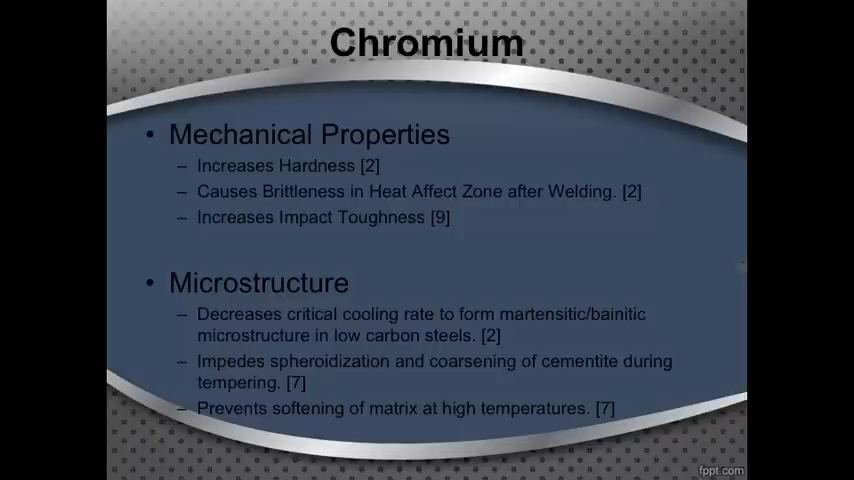 Chromium
• Mechanical Properties
– Increases Hardness [2]
– Causes Brittleness in Heat Affect Zone after Welding. [2]
– Increases Impact Toughness [9]
• Microstructure
– Decreases critical cooling rate to form martensitic/bainitic
microstructure in low carbon steels. [2]
– Impedes spheroidization and coarsening of cementite during
tempering. [7]
– Prevents softening of matrix at high temperatures. [7]
fppt.com